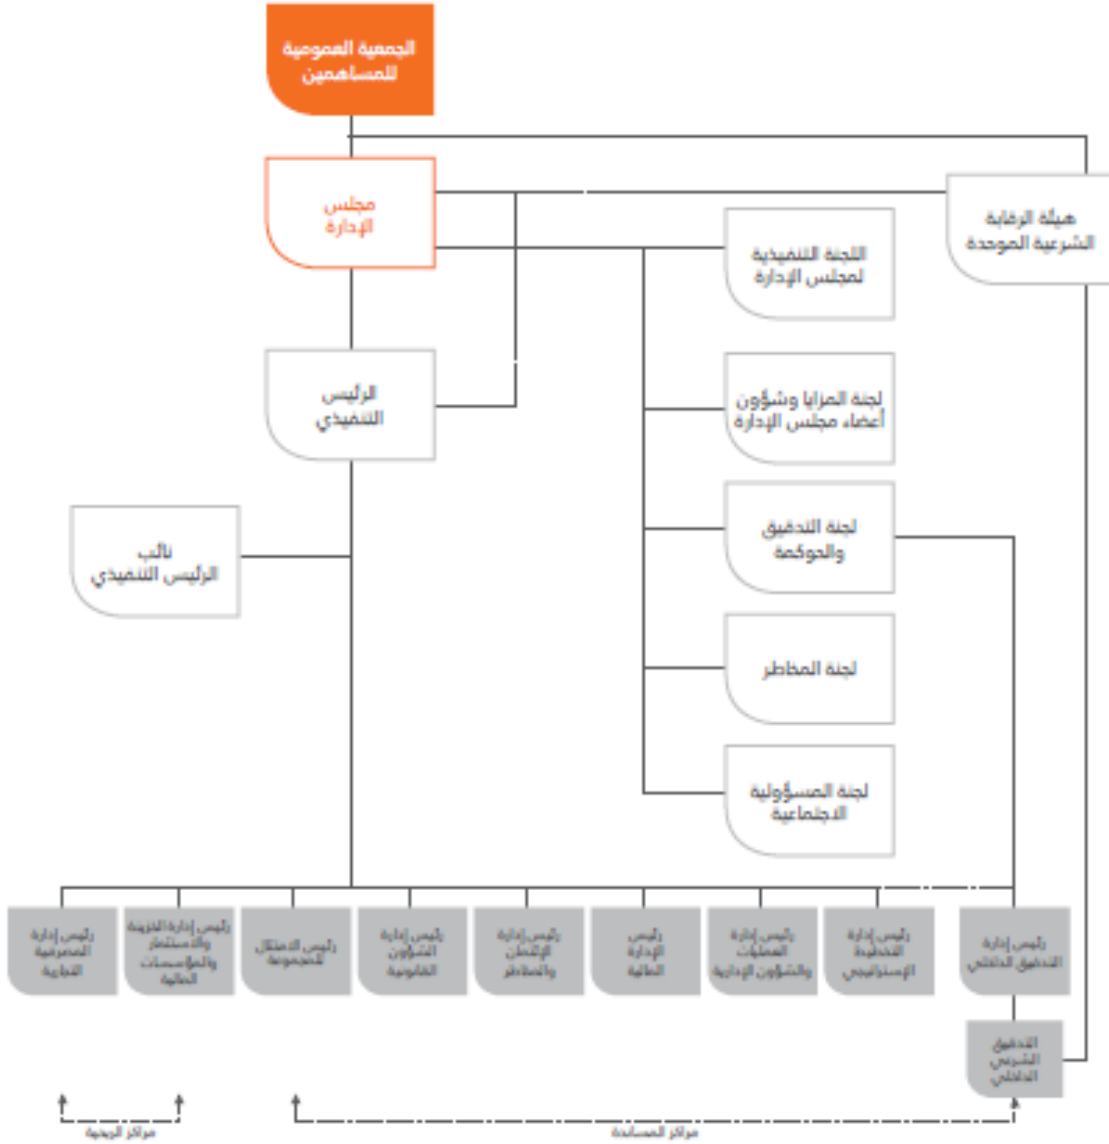 الجمعية العمومية
للمساهمين
مجلس
الإدارة
هيئة الرقابة
الشرعية الموحدة
اللجنة التنفيذية
لمجلس الإدارة
الرئيس
التنفيذي
لجنة المزايا وشؤون
أعضاء مجلس الإدارة
لجنة التدقيق
والحوكمة
نائب
الرئيس التنفيذي
لجنة المخاطر
لجنة المسؤولية
الاجتماعية
رئيس إدارة
التدقيق الداخلي
رئيس إدارة
التخطيط
الإستراتيجي
رئيس إدارة
العمليات
والشؤون الإدارية
رئيس
الإدارة
المالية
رئيس إدارة
الإئتمان
والمخاطر
رئيس إدارة
الشؤون
القانونية
رئيس الامتثال
للمجموعة
رئيس إدارة الخزينة
والاستثمار
والمؤسسات
المالية
رئيس إدارة
المصرفية
التجارية
التدقيق
الشرعي
الداخلي
مراكز المساندة
مراكز الربحية